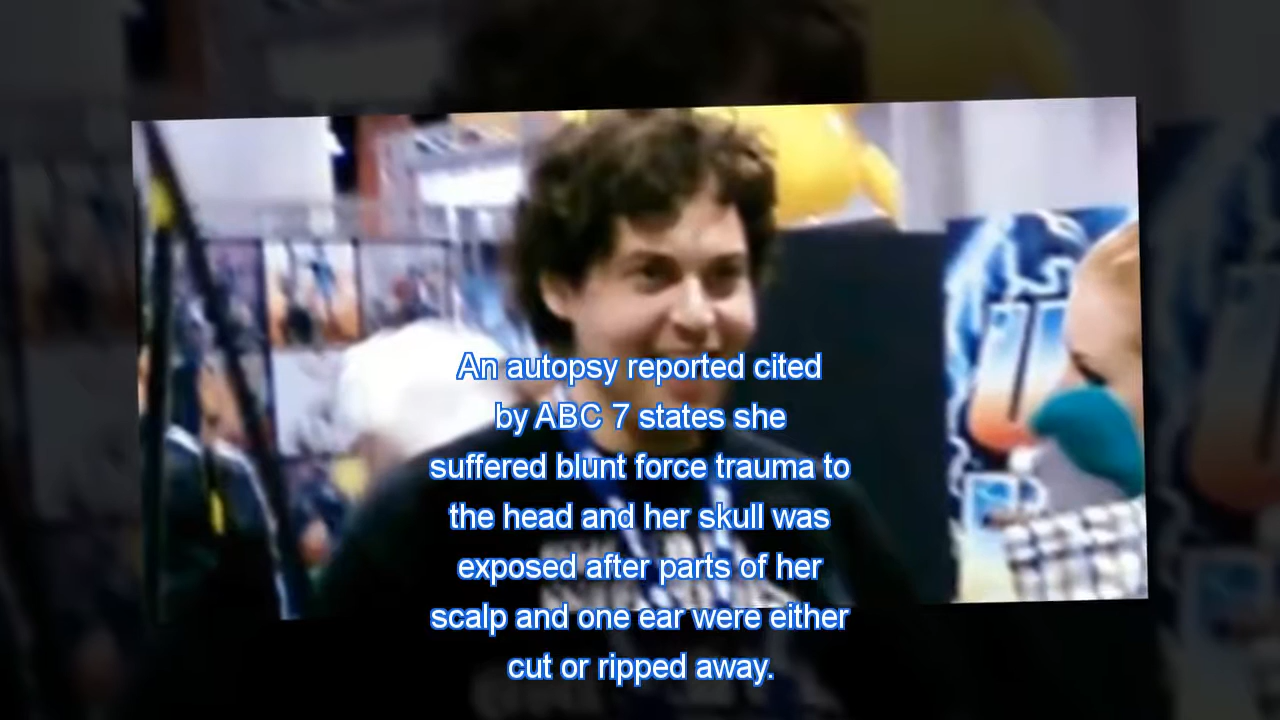 An autopsy reported cited
by ABC 7 states she
suffered blunt force trauma to
the head and her skull was
exposed after parts of her
scalp and one ear were either
cut or ripped away.